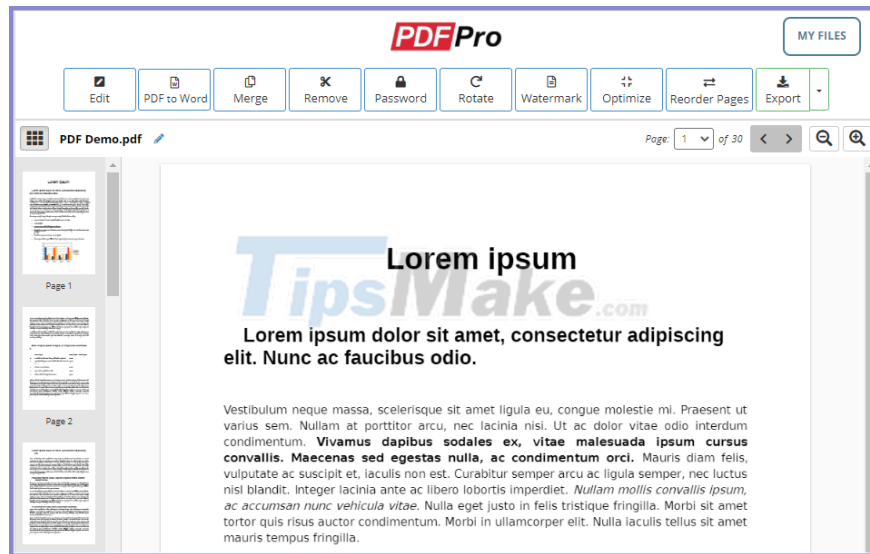 PDFPro
MY FILES
Edit
PDF to Word
Merge
Remove
Password
Rotate
Watermark
Optimize
Reorder Pages
Export
PDF Demo.pdf
Page: 1 of 30
Lorem ipsum
Page 1
Page 2
TipsMake.com
Lorem ipsum
Lorem ipsum dolor sit amet, consectetur adipiscing
elit. Nunc ac faucibus odio.
Vestibulum neque massa, scelerisque sit amet ligula eu, congue molestie mi. Praesent ut
varius sem. Nullam at porttitor arcu, nec lacinia nisi. Ut ac dolor vitae odio interdum
condimentum. Vivamus dapibus sodales ex, vitae malesuada ipsum cursus
convallis. Maecenas sed egestas nulla, ac condimentum orci. Mauris diam felis,
vulputate ac suscipit et, iaculis non est. Curabitur semper arcu ac ligula semper, nec luctus
nisl blandit. Integer lacinia ante ac libero lobortis imperdiet. Nullam mollis convallis ipsum,
ac accumsan nunc vehicula vitae. Nulla eget justo in felis tristique fringilla. Morbi sit amet
tortor quis risus auctor condimentum. Morbi in ullamcorper elit. Nulla iaculis tellus sit amet
mauris tempus fringilla.